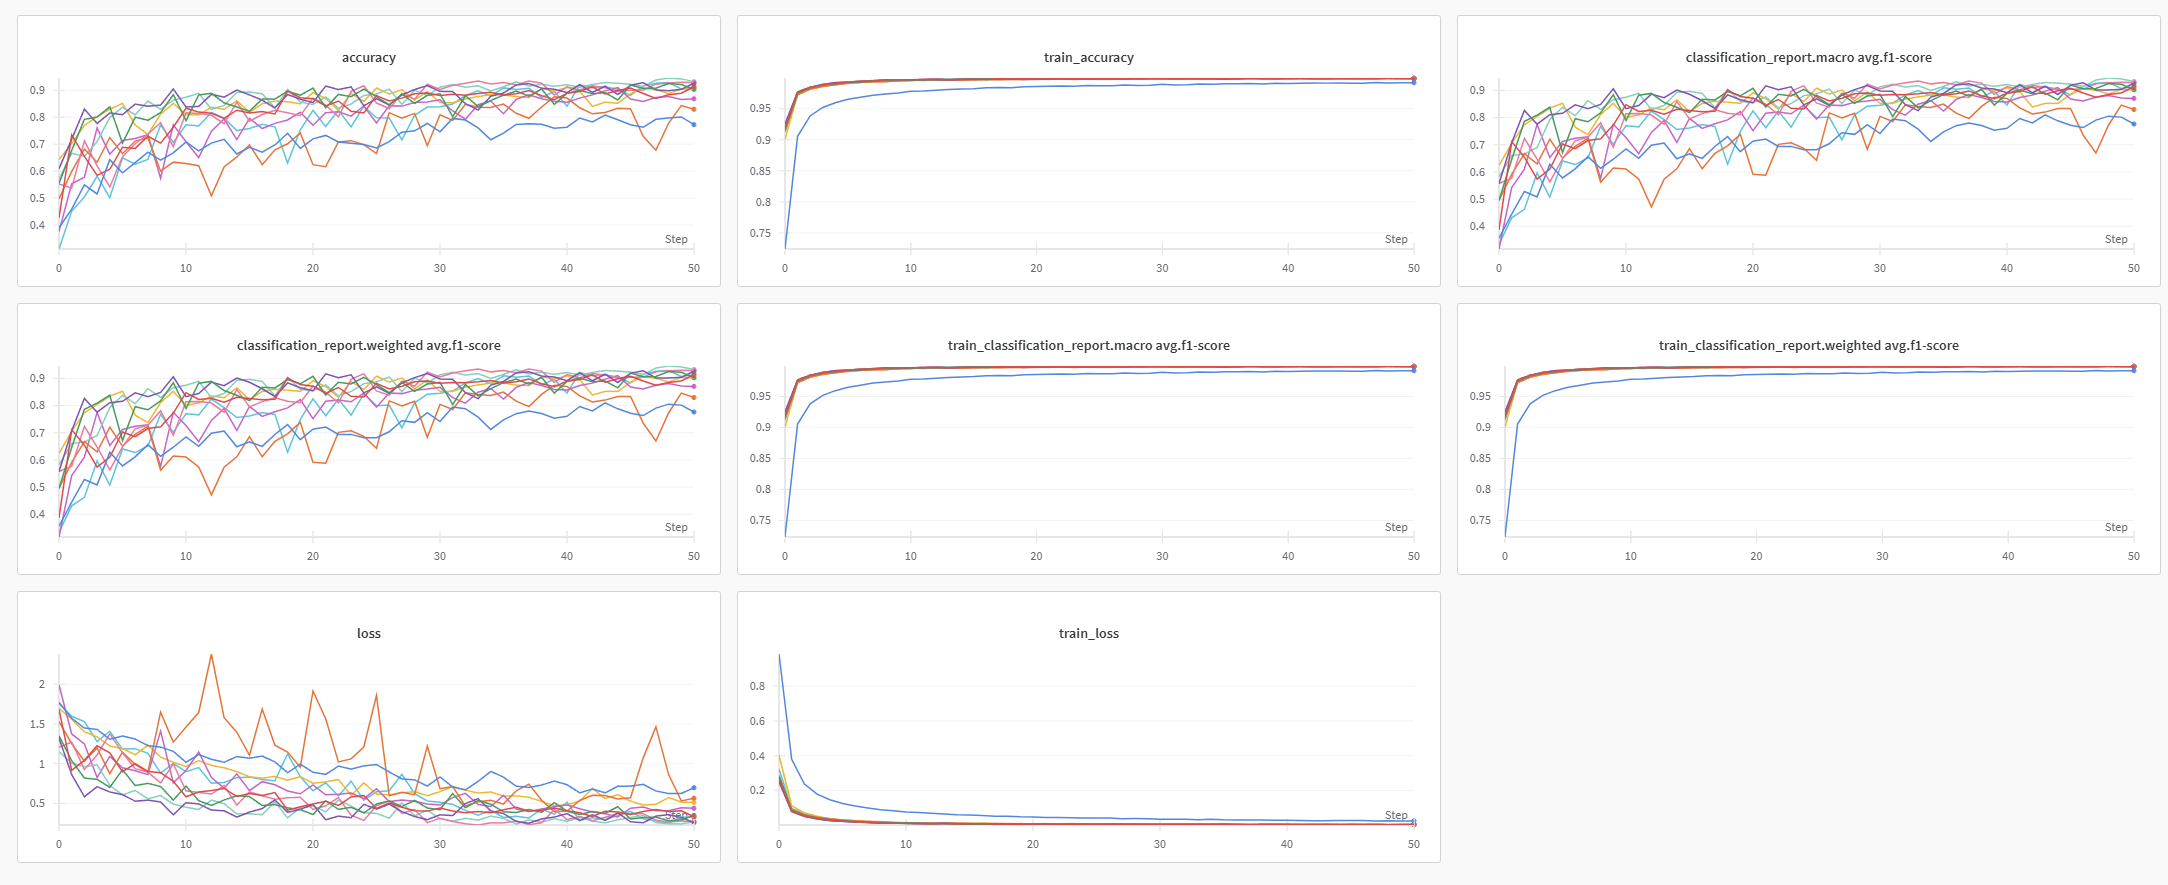 accuracy
0.9
0.8
0.7
0.6
0.5
0.4
Step
0 10 20 30 40 50
train_accuracy
0.95
0.9
0.85
0.8
0.75
Step
0 10 20 30 40 50
classification_report.macro avg.f1-score
0.9
0.8
0.7
0.6
0.5
0.4
Step
0 10 20 30 40 50
classification_report.weighted avg.f1-score
0.9
0.8
0.7
0.6
0.5
0.4
Step
0 10 20 30 40 50
train_classification_report.macro avg.f1-score
0.95
0.9
0.85
0.8
0.75
Step
0 10 20 30 40 50
train_classification_report.weighted avg.f1-score
0.95
0.9
0.85
0.8
0.75
Step
0 10 20 30 40 50
loss
2
1.5
1
0.5
Step
0 10 20 30 40 50
train_loss
0.8
0.6
0.4
0.2
Step
0 10 20 30 40 50